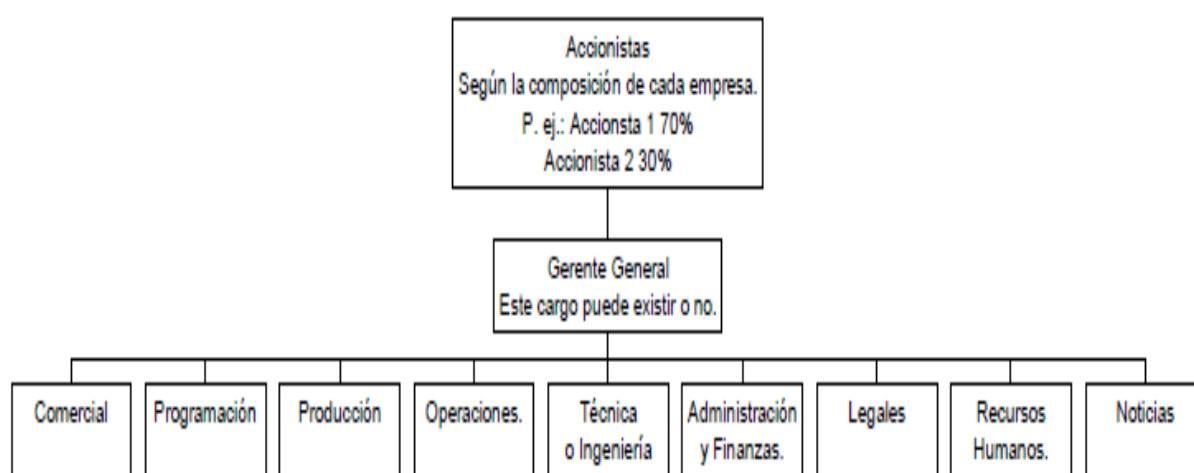 Accionistas
Según la composición de cada empresa.
P. ej.: Accionsta 1 70%
Accionista 2 30%
Gerente General
Este cargo puede existir o no.
Comercial
Programación
Producción
Operaciones.
Técnica
o Ingeniería
Administración
y Finanzas.
Legales
Recursos
Humanos.
Noticias